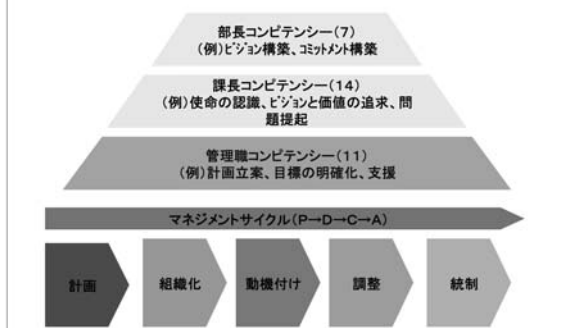 部長コンピテンシー(7)
(例)ﾋﾞｼﾞｮﾝ構築、ｺﾐｯﾄﾒﾝﾄ構築
課長コンピテンシー(14)
(例)使命の認識、ﾋﾞｼﾞｮﾝと価値の追求、問
題提起
管理職コンピテンシー(11)
(例)計画立案、目標の明確化、支援
マネジメントサイクル(P→D→C→A)
計画
組織化
動機付け
調整
統制